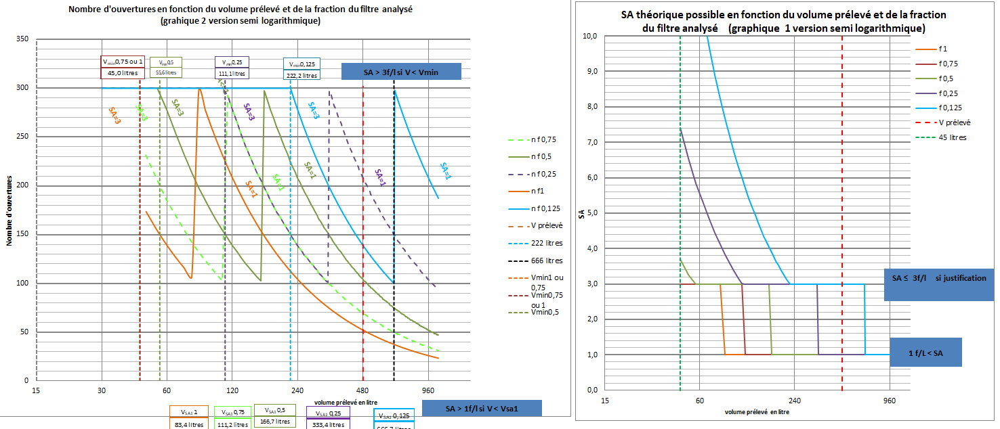 Nombre d'ouvertures en fonction du volume prélevé et de la fraction du filtre analysé
(grahique 2 version semi logarithmique)
350
300
250
200
150
100
50
0
Nombre d'ouvertures
Vmin0,75 ou 1
45,0 litres
Vmin0,5
55,6 litres
Vmin0,25
111,1 litres
Vmin0,125
222,2 litres
SA > 3f/l si V < Vmin
SA=3
SA=3
SA=3
SA=3
SA=3
SA=1
SA=1
SA=1
SA=1
SA=1
15
30
60
120
240
480
960
volume prélevé en litre
VSA1 1
83,4 litres
VSA1 0,75
111,2 litres
VSA1 0,5
166,7 litres
VSA1 0,25
333,4 litres
VSA1 0,125
666,7 litres
SA > 1f/l si V < Vsa1
n f 0,75
n f 0,5
n f 0,25
n f1
n f 0,125
V prélevé
222 litres
666 litres
Vmin1 ou
0,75
Vmin0,75
ou 1
Vmin0,5
SA théorique possible en fonction du volume prélevé et de la fraction
du filtre analysé (graphique 1 version semi logarithmique)
10,0
9,0
8,0
7,0
6,0
5,0
4,0
3,0
2,0
1,0
0,0
SA
15
60
240
960
volume prélevé en litre
f 1
f 0,75
f 0,5
f 0,25
f 0,125
V prélevé
45 litres
SA ≤ 3f/l si justification
1 f/L < SA